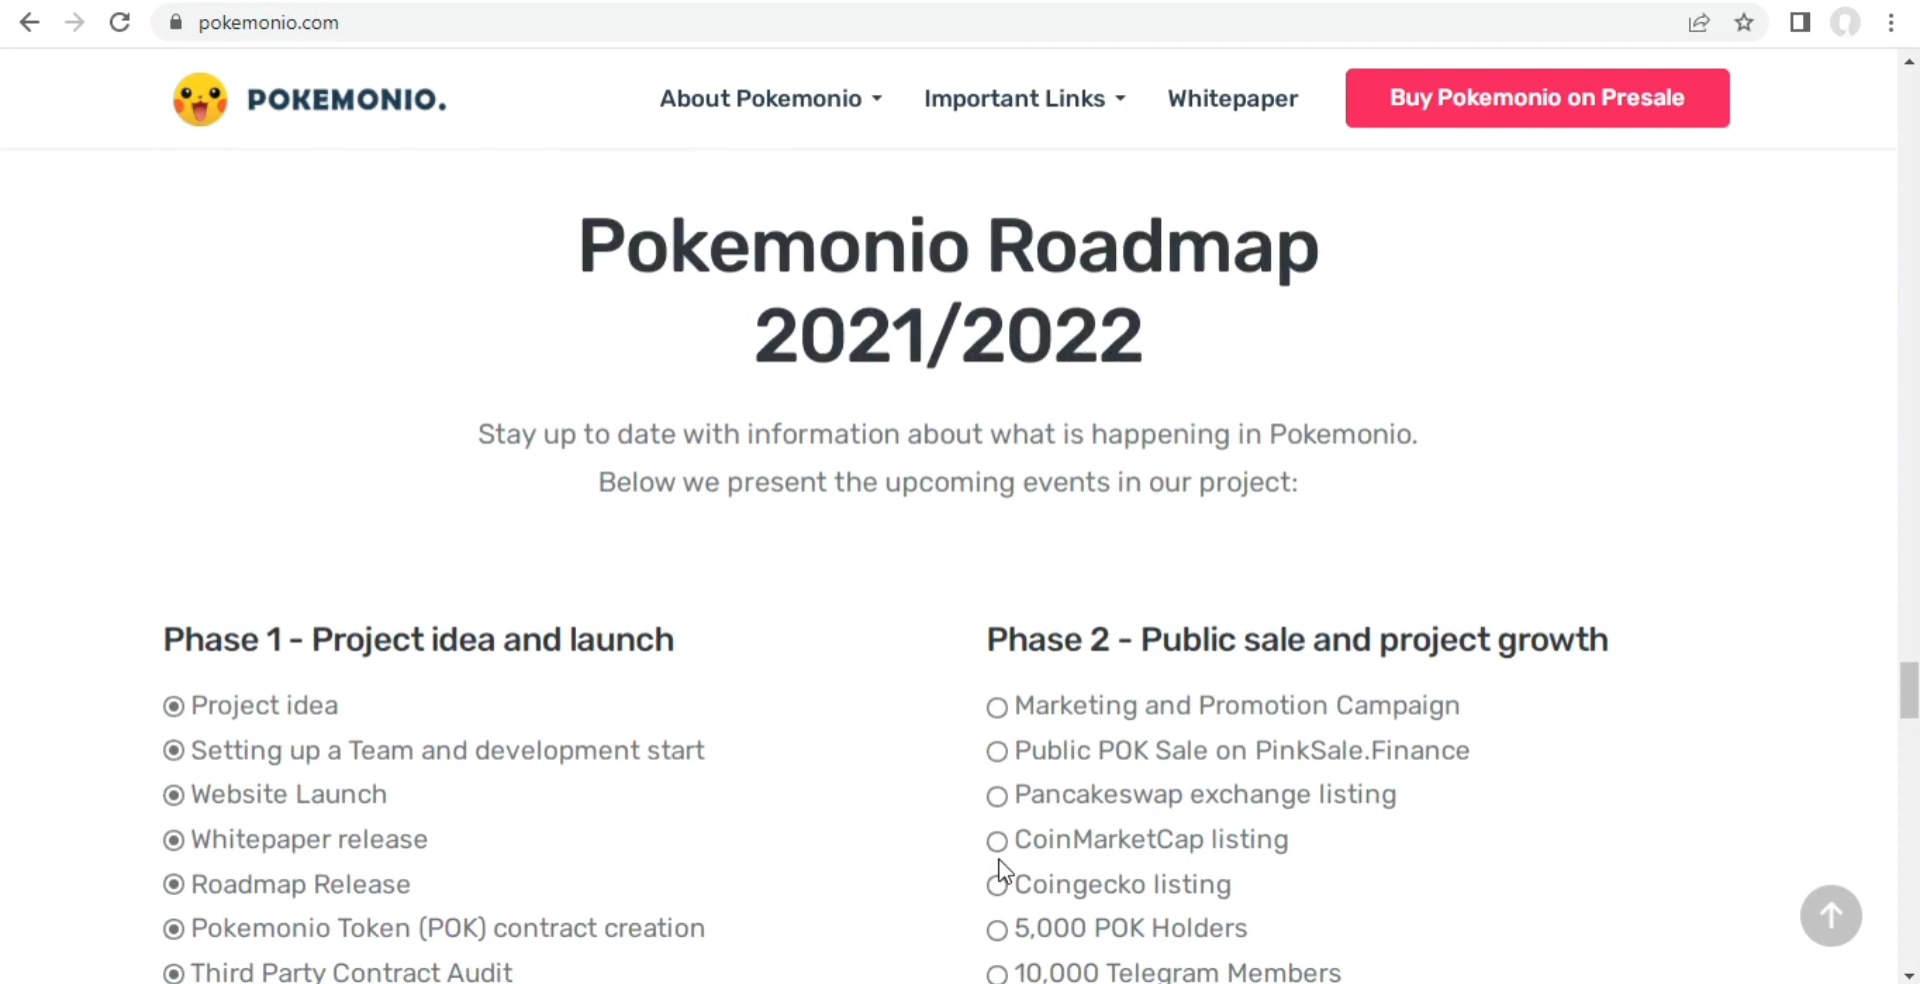 pokemonio.com
POKEMONIO.
About Pokemonio
Important Links
Whitepaper
Buy Pokemonio on Presale
Pokemonio Roadmap
2021/2022
Stay up to date with information about what is happening in Pokemonio.
Below we present the upcoming events in our project:
Phase 1 - Project idea and launch
Project idea
Setting up a Team and development start
Website Launch
Whitepaper release
Roadmap Release
Pokemonio Token (POK) contract creation
Third Party Contract Audit
Phase 2 - Public sale and project growth
Marketing and Promotion Campaign
Public POK Sale on PinkSale.Finance
Pancakeswap exchange listing
CoinMarketCap listing
Coingecko listing
5,000 POK Holders
10,000 Telegram Members